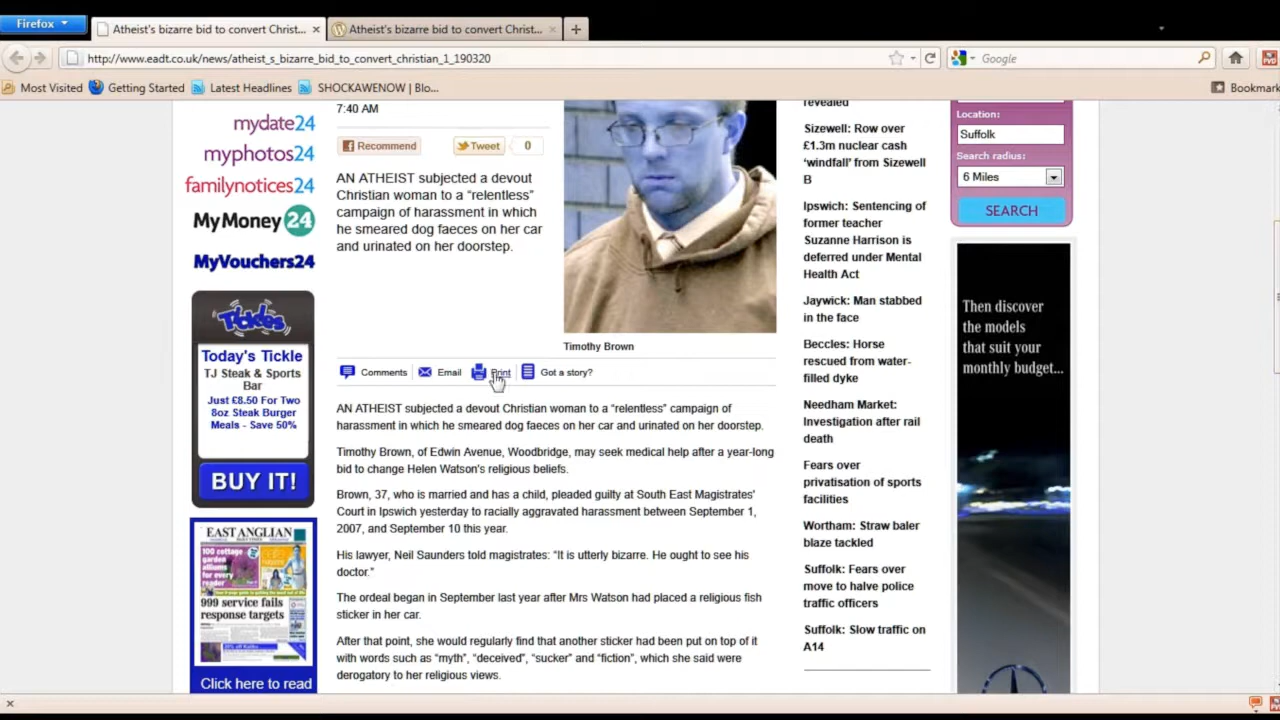 Firefox
Atheist's bizarre bid to convert Christ...
Atheist's bizarre bid to convert Christ...
http://www.eadt.co.uk/news/atheist_s_bizarre_bid_to_convert_christian_1_190320
Google
Most Visited
Getting Started
Latest Headlines
SHOCKAWENOW | Blo...
Bookmark
mydate24
myphotos24
familynotices24
MyMoney 24
MyVouchers24
Tickles
Today's Tickle
TJ Steak & Sports
Bar
Just £8.50 For Two
8oz Steak Burger
Meals - Save 50%
BUY IT!
EAST ANGLIAN
999 service fails
response targets
Click here to read
7:40 AM
Recommend
Tweet
0
AN ATHEIST subjected a devout
Christian woman to a “relentless”
campaign of harassment in which
he smeared dog faeces on her car
and urinated on her doorstep.
Timothy Brown
Comments
Email
Print
Got a story?
AN ATHEIST subjected a devout Christian woman to a “relentless” campaign of
harassment in which he smeared dog faeces on her car and urinated on her doorstep.
Timothy Brown, of Edwin Avenue, Woodbridge, may seek medical help after a year-long
bid to change Helen Watson's religious beliefs.
Brown, 37, who is married and has a child, pleaded guilty at South East Magistrates'
Court in Ipswich yesterday to racially aggravated harassment between September 1,
2007, and September 10 this year.
His lawyer, Neil Saunders told magistrates: “It is utterly bizarre. He ought to see his
doctor.”
The ordeal began in September last year after Mrs Watson had placed a religious fish
sticker in her car.
After that point, she would regularly find that another sticker had been put on top of it
with words such as “myth”, “deceived”, “sucker” and “fiction”, which she said were
derogatory to her religious views.
revealed
Sizewell: Row over
£1.3m nuclear cash
‘windfall’ from Sizewell
B
Ipswich: Sentencing of
former teacher
Suzanne Harrison is
deferred under Mental
Health Act
Jaywick: Man stabbed
in the face
Beccles: Horse
rescued from water-
filled dyke
Needham Market:
Investigation after rail
death
Fears over
privatisation of sports
facilities
Wortham: Straw baler
blaze tackled
Suffolk: Fears over
move to halve police
traffic officers
Suffolk: Slow traffic on
A14
Location:
Suffolk
Search radius:
6 Miles
SEARCH
Then discover
the models
that suit your
monthly budget...